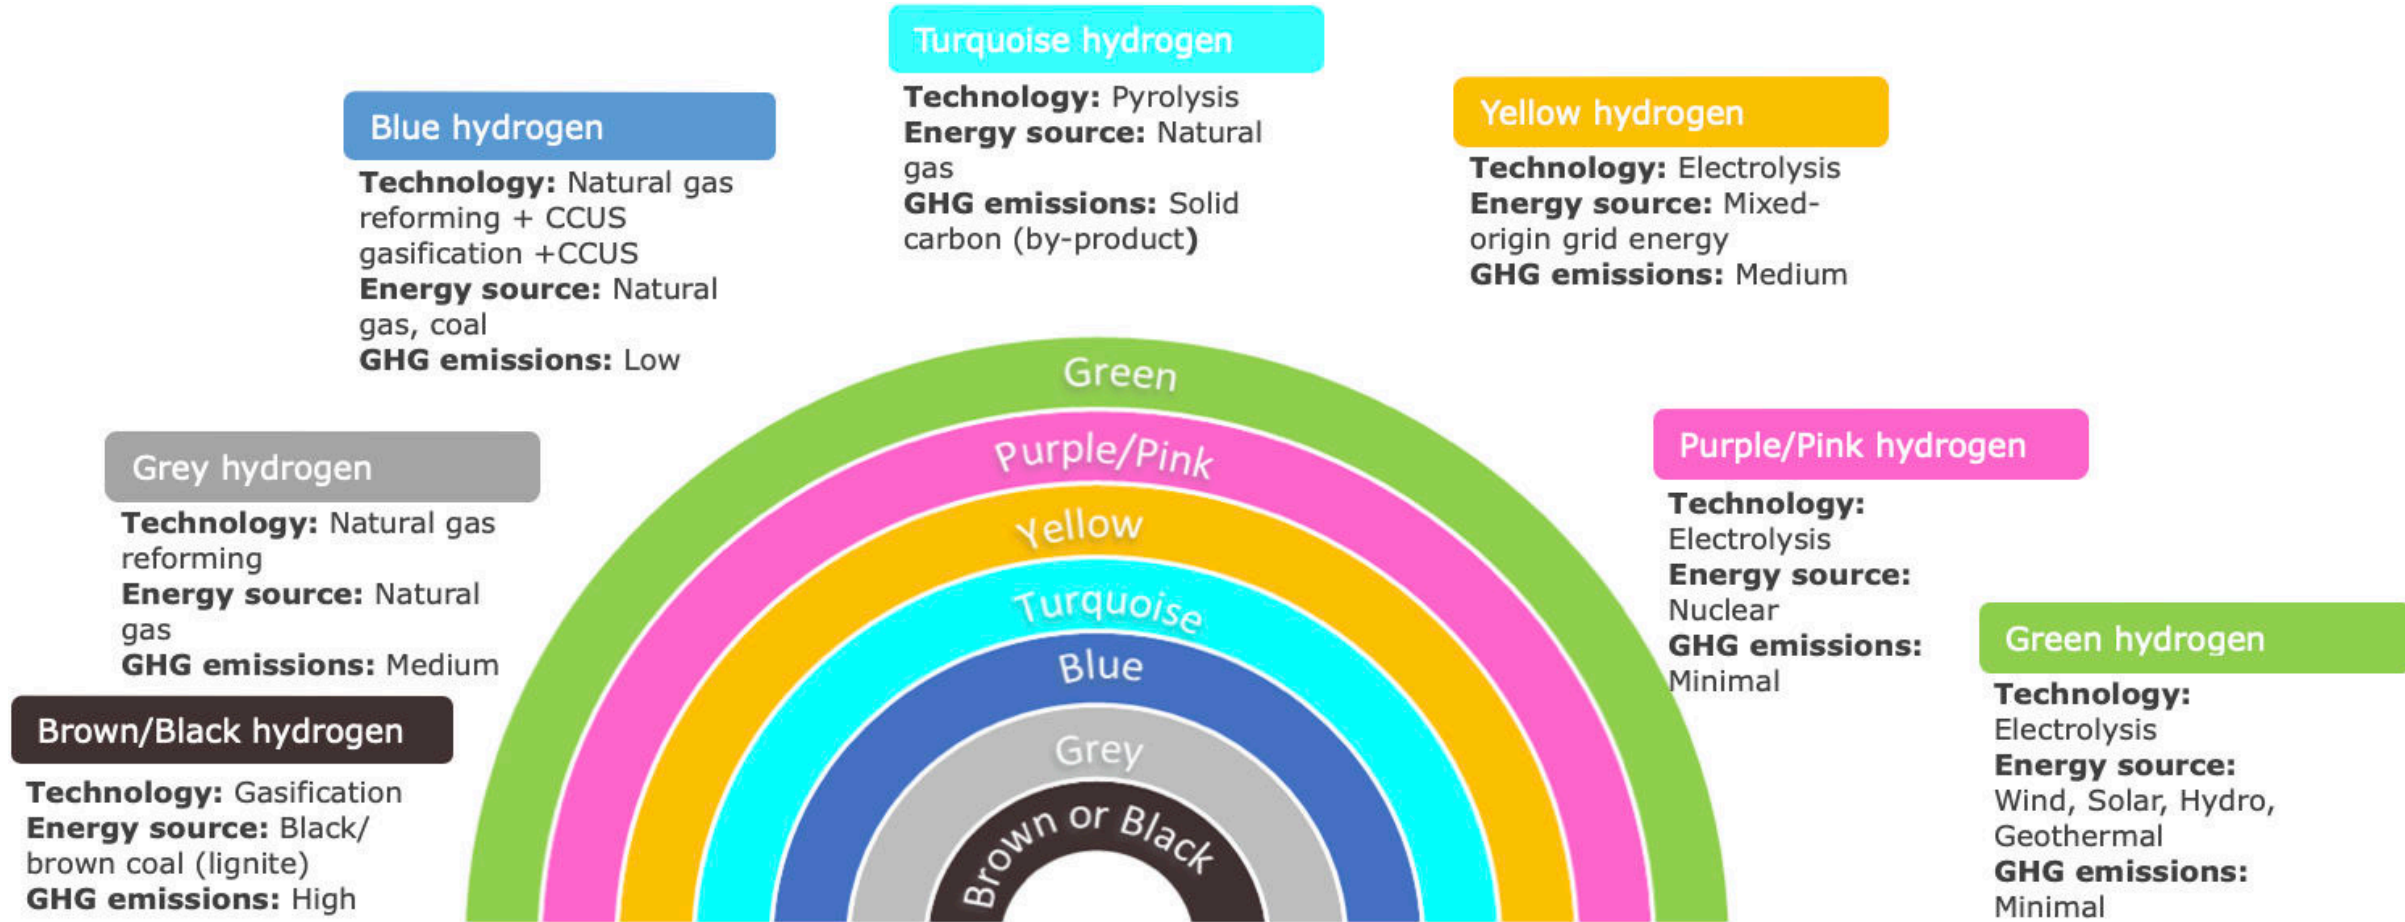 Turquoise hydrogen
Technology: Pyrolysis
Energy source: Natural
gas
GHG emissions: Solid
carbon (by-product)
Blue hydrogen
Technology: Natural gas
reforming + CCUS
gasification +CCUS
Energy source: Natural
gas, coal
GHG emissions: Low
Yellow hydrogen
Technology: Electrolysis
Energy source: Mixed-
origin grid energy
GHG emissions: Medium
Grey hydrogen
Technology: Natural gas
reforming
Energy source: Natural
gas
GHG emissions: Medium
Brown/Black hydrogen
Technology: Gasification
Energy source: Black/
brown coal (lignite)
GHG emissions: High
Green
Purple/Pink
Yellow
Turquoise
Blue
Grey
Brown or Black
Purple/Pink hydrogen
Technology:
Electrolysis
Energy source:
Nuclear
GHG emissions:
Minimal
Green hydrogen
Technology:
Electrolysis
Energy source:
Wind, Solar, Hydro,
Geothermal
GHG emissions:
Minimal